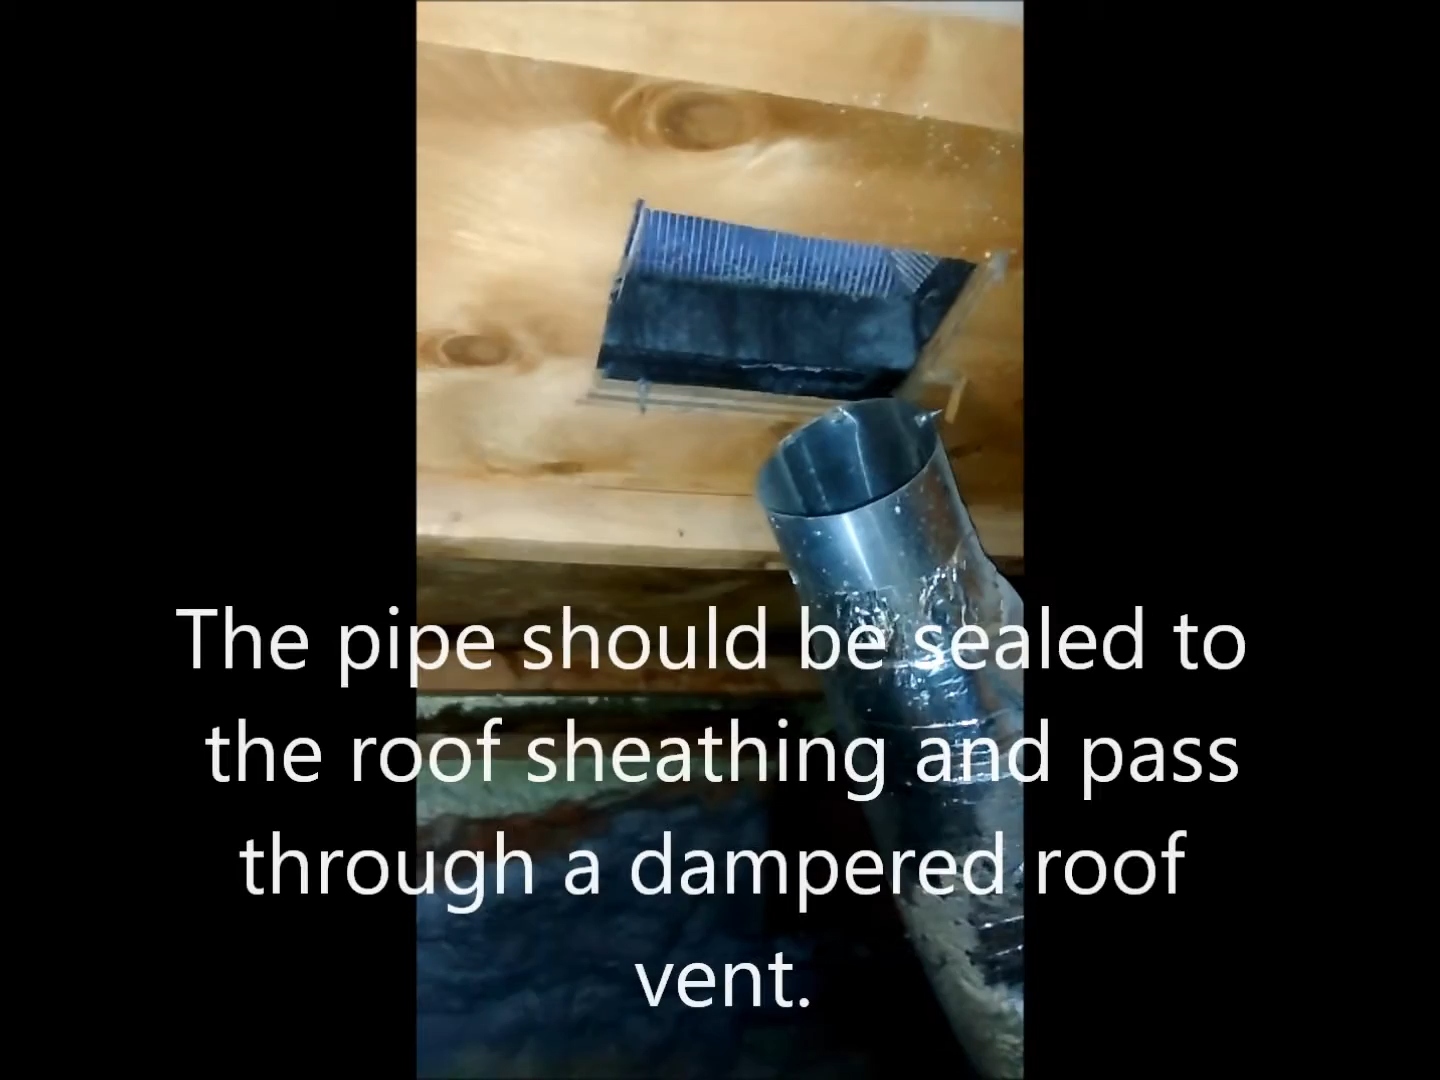 The pipe should be sealed to
the roof sheathing and pass
through a dampered roof
vent.